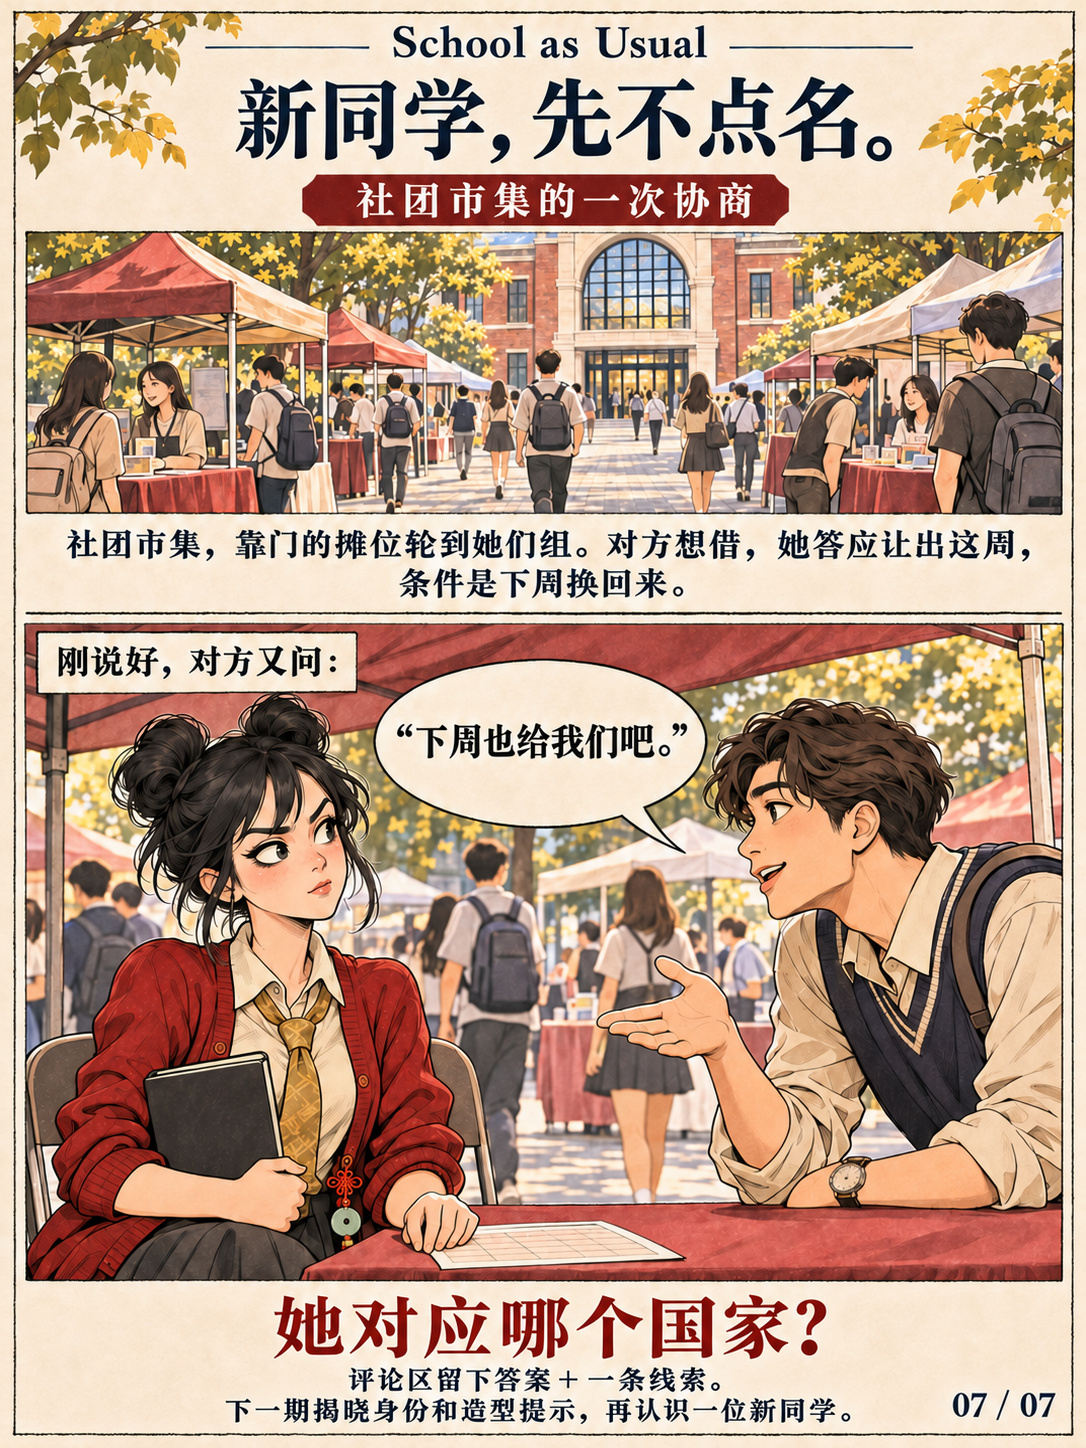 School as Usual
新同学，先不点名。
社团市集的一次协商
社团市集，靠门的摊位轮到她们组。对方想借，她答应让出这周，
条件是下周换回来。
刚说好，对方又问：
“下周也给我们吧。”
她对应哪个国家？
评论区留下答案 + 一条线索。
下一期揭晓身份和造型提示，再认识一位新同学。
07 / 07